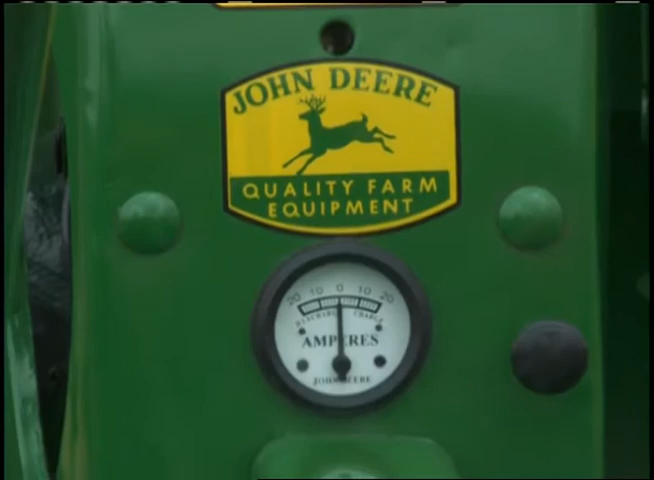 JOHN DEERE
QUALITY FARM
EQUIPMENT
20 10 0 10 20
DISCHARGE CHARGE
AMPERES
JOHN DEERE